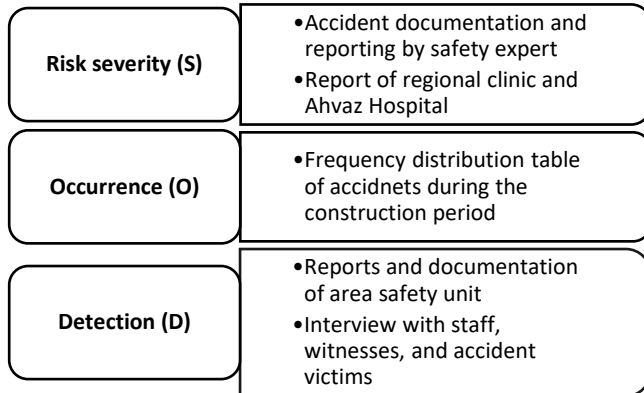 Risk severity (S)
•Accident documentation and
reporting by safety expert
•Report of regional clinic and
Ahvaz Hospital
Occurrence (O)
•Frequency distribution table
of accidnets during the
construction period
Detection (D)
•Reports and documentation
of area safety unit
•Interview with staff,
witnesses, and accident
victims